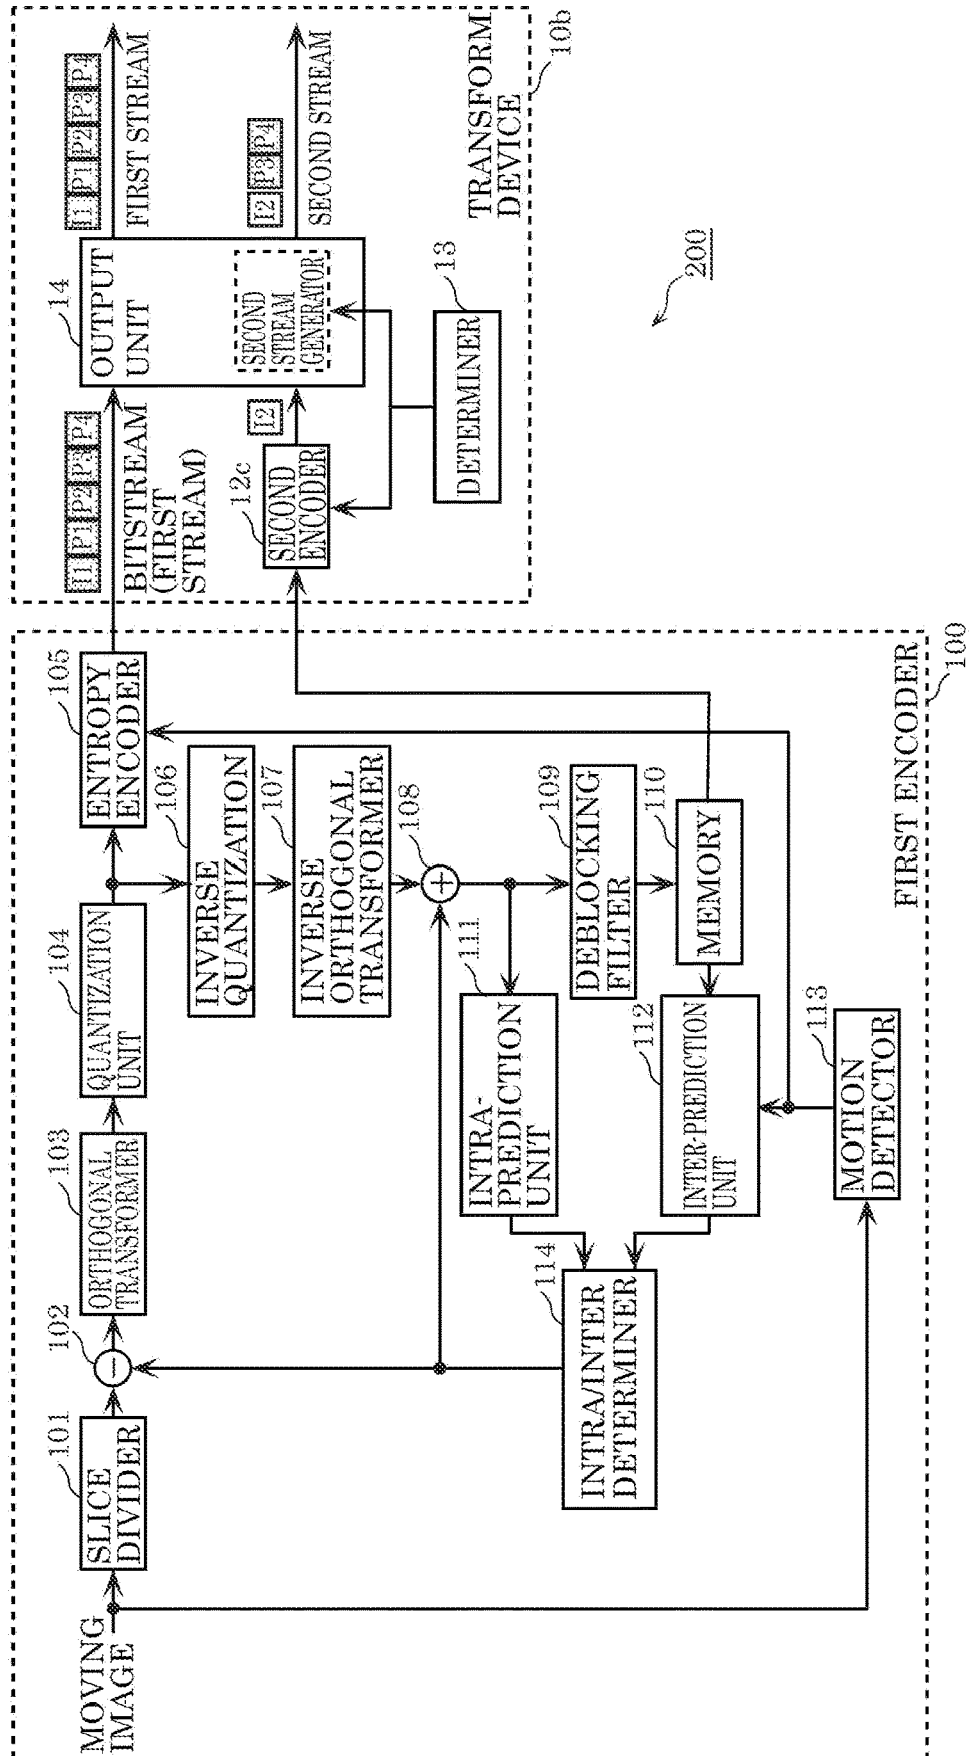 MOVING
IMAGE
101
SLICE
DIVIDER
102
−
103
ORTHOGONAL
TRANSFORMER
104
QUANTIZATION
UNIT
105
ENTROPY
ENCODER
106
INVERSE
QUANTIZATION
107
INVERSE
ORTHOGONAL
TRANSFORMER
108
+
109
DEBLOCKING
FILTER
110
MEMORY
111
INTRA-
PREDICTION
UNIT
112
INTER-PREDICTION
UNIT
113
MOTION
DETECTOR
114
INTRA/INTER
DETERMINER
FIRST ENCODER
100
I1 P1 P2 P3 P4
BITSTREAM
(FIRST
STREAM)
12c
SECOND
ENCODER
I2
14
OUTPUT
UNIT
SECOND
STREAM
GENERATOR
13
DETERMINER
I1 P1 P2 P3 P4
FIRST STREAM
I2 P3 P4
SECOND STREAM
TRANSFORM
DEVICE
10b
200